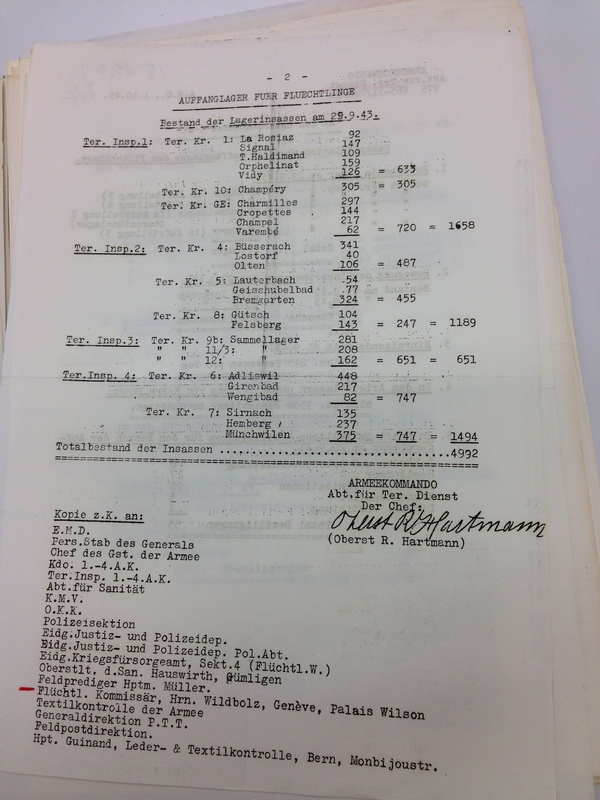 - 2 -
AUFFANGLAGER FUER FLUECHTLINGE
Bestand der Lagerinsassen am 29.9.43.
Ter. Insp.1: Ter. Kr. 1: La Rosiaz 92
Signal 147
T.Haldimand 109
Orphelinat 159
Vidy 126 = 633
Ter. Kr. 10: Champéry 305 = 305
Ter. Kr. GE: Charmilles 297
Cropettes 144
Champel 217
Varembé 62 = 720 = 1658
Ter. Insp.2: Ter. Kr. 4: Büsserach 341
Lostorf 40
Olten 106 = 487
Ter. Kr. 5: Lauterbach 54
Geisshubelbad 77
Bremgarten 324 = 455
Ter. Kr. 8: Gütsch 104
Felsberg 143 = 247 = 1189
Ter. Insp.3: Ter. Kr. 9b: Sammellager 281
" " 11/3: " 208
" " 12: " 162 = 651 = 651
Ter.Insp. 4: Ter. Kr. 6: Adliswil 448
Girenbad 217
Wengibad 82 = 747
Ter. Kr. 7: Sirnach 135
Hemberg 237
Münchwilen 375 = 747 = 1494
Totalbestand der Insassen ..................................4992
ARMEEKOMMANDO
Abt.für Ter. Dienst
Der Chef:
Oberst R. Hartmann
(Oberst R. Hartmann)
Kopie z.K. an:
E.M.D.
Pers.Stab des Generals
Chef des Gst. der Armee
Kdo. 1.-4.A.K.
Ter.Insp. 1.-4.A.K.
Abt.für Sanität
K.M.V.
O.K.K.
Polizeisektion
Eidg.Justiz- und Polizeidep.
Eidg.Justiz- und Polizeidep. Pol.Abt.
Eidg.Kriegsfürsorgeamt, Sekt.4 (Flüchtl.W.)
Oberstlt. d.San. Hauswirth, Gümligen
Feldprediger Hptm. Müller.
Flüchtl. Kommissär, Hrn. Wildbolz, Genève, Palais Wilson
Textilkontrolle der Armee
Generaldirektion P.T.T.
Feldpostdirektion.
Hpt. Guinand, Leder- & Textilkontrolle, Bern, Monbijoustr.